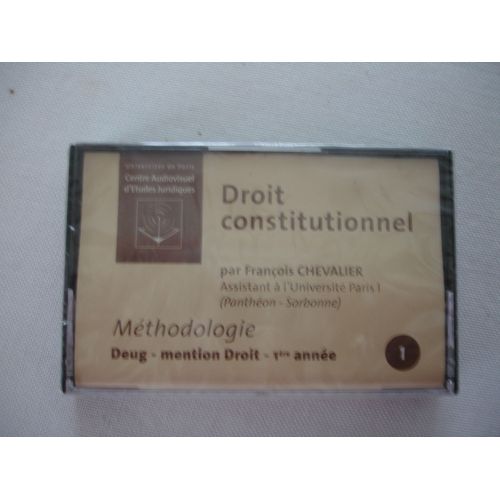 Universités de Paris
Centre Audiovisuel
d'Etudes Juridiques
Droit
constitutionnel
par François CHEVALIER
Assistant à l'Université Paris I
(Panthéon - Sorbonne)
Méthodologie
Deug - mention Droit - 1ère année
1